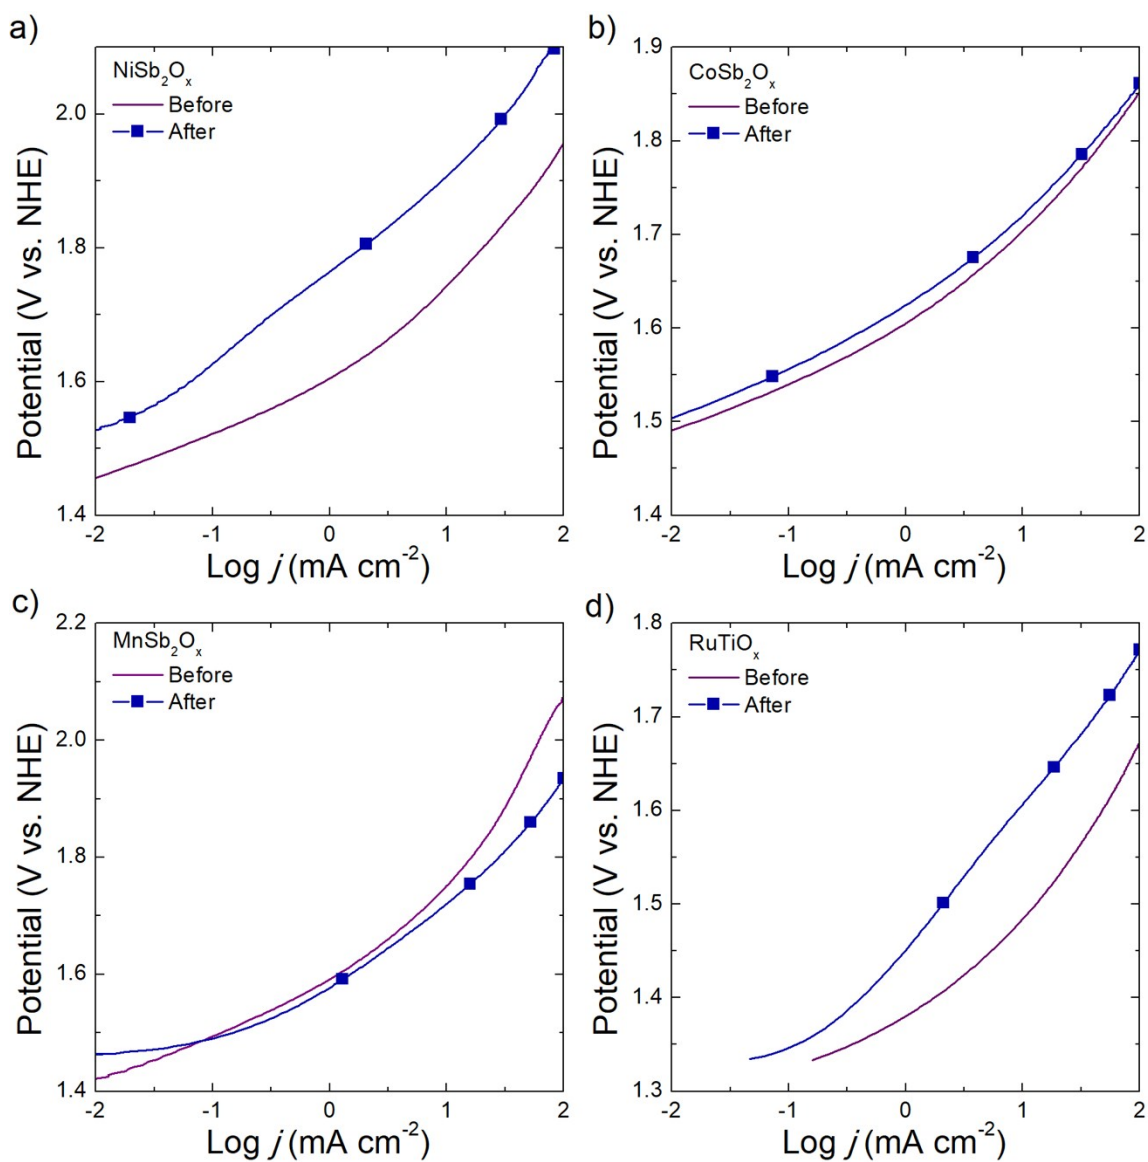 a)
NiSb₂Oₓ
Before
After
2.0
1.8
1.6
1.4
Potential (V vs. NHE)
-2 -1 0 1 2
Log j (mA cm⁻²)
b)
CoSb₂Oₓ
Before
After
1.9
1.8
1.7
1.6
1.5
1.4
Potential (V vs. NHE)
-2 -1 0 1 2
Log j (mA cm⁻²)
c)
MnSb₂Oₓ
Before
After
2.2
2.0
1.8
1.6
1.4
Potential (V vs. NHE)
-2 -1 0 1 2
Log j (mA cm⁻²)
d)
RuTiOₓ
Before
After
1.8
1.7
1.6
1.5
1.4
1.3
Potential (V vs. NHE)
-2 -1 0 1 2
Log j (mA cm⁻²)